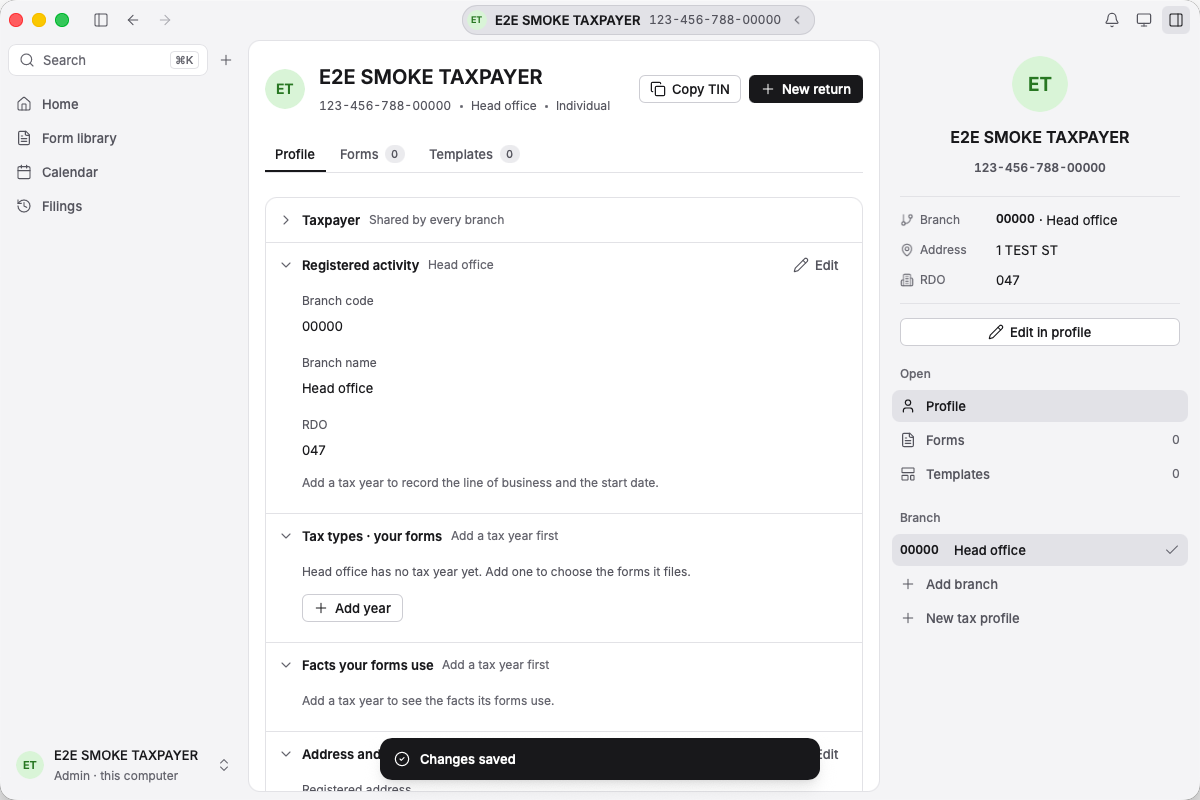 ET E2E SMOKE TAXPAYER 123-456-788-00000
Search ⌘K
Home
Form library
Calendar
Filings
ET
E2E SMOKE TAXPAYER
123-456-788-00000 • Head office • Individual
Copy TIN
New return
Profile
Forms 0
Templates 0
Taxpayer Shared by every branch
Registered activity Head office
Edit
Branch code
00000
Branch name
Head office
RDO
047
Add a tax year to record the line of business and the start date.
Tax types · your forms Add a tax year first
Head office has no tax year yet. Add one to choose the forms it files.
Add year
Facts your forms use Add a tax year first
Add a tax year to see the facts its forms use.
Address and
Edit
Registered address
Changes saved
ET
E2E SMOKE TAXPAYER
Admin · this computer
ET
E2E SMOKE TAXPAYER
123-456-788-00000
Branch 00000 · Head office
Address 1 TEST ST
RDO 047
Edit in profile
Open
Profile
Forms 0
Templates 0
Branch
00000 Head office
Add branch
New tax profile